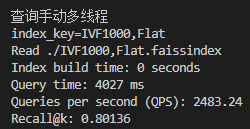 查询手动多线程
index_key=IVF1000,Flat
Read ./IVF1000,Flat.faissindex
Index build time: 0 seconds
Query time: 4027 ms
Queries per second (QPS): 2483.24
Recall@k: 0.80136